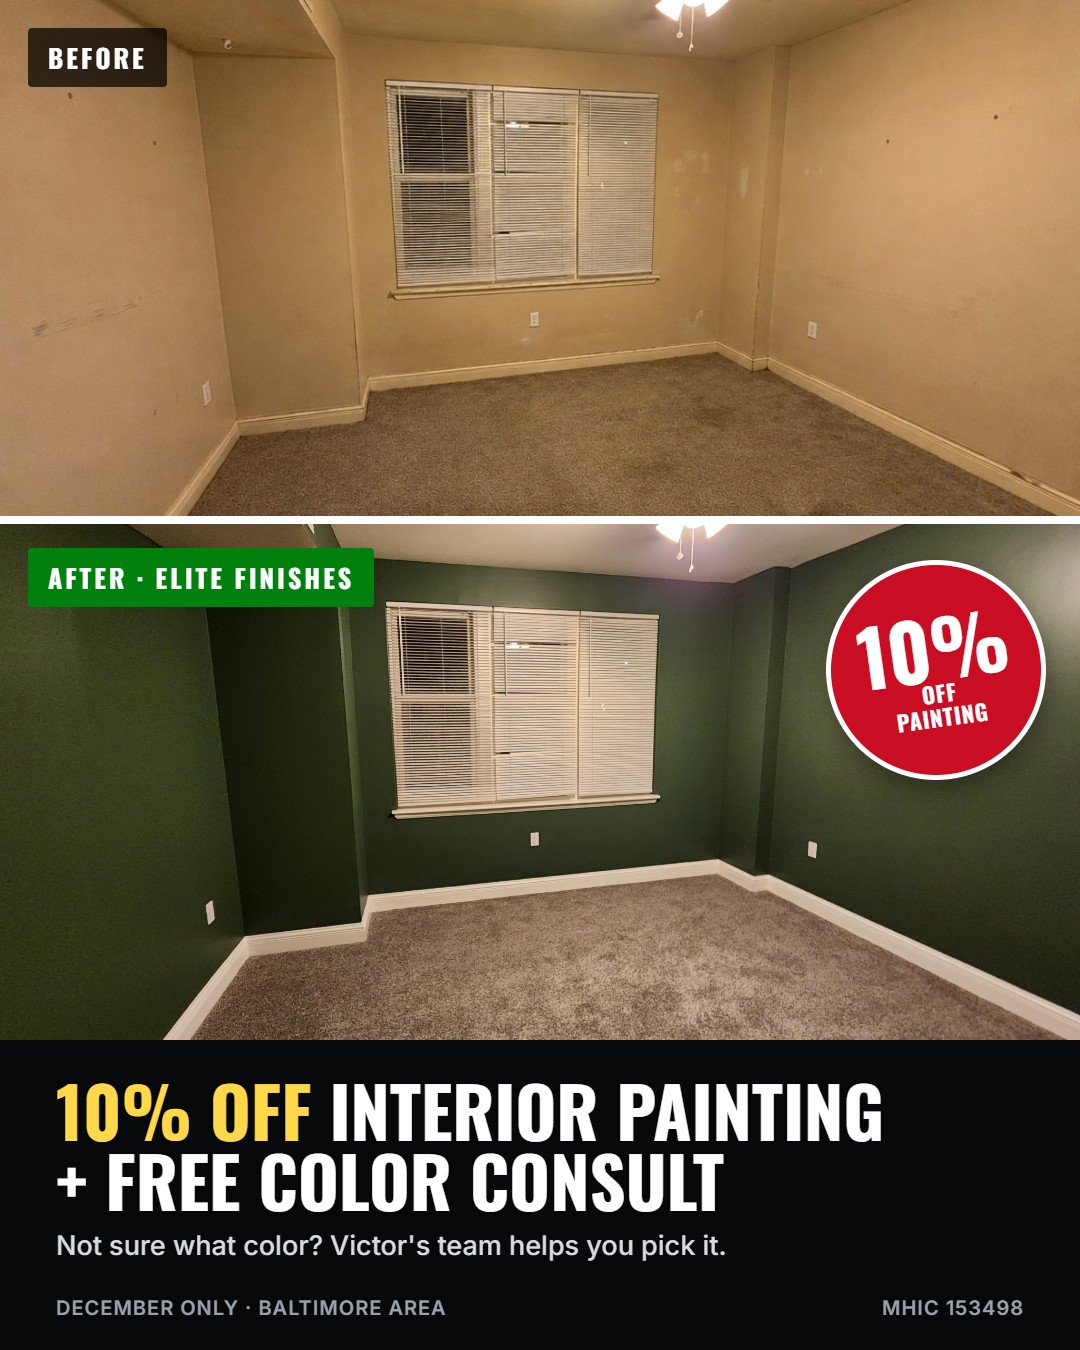 BEFORE
AFTER · ELITE FINISHES
10%
OFF
PAINTING
10% OFF INTERIOR PAINTING
+ FREE COLOR CONSULT
Not sure what color? Victor's team helps you pick it.
DECEMBER ONLY · BALTIMORE AREA
MHIC 153498